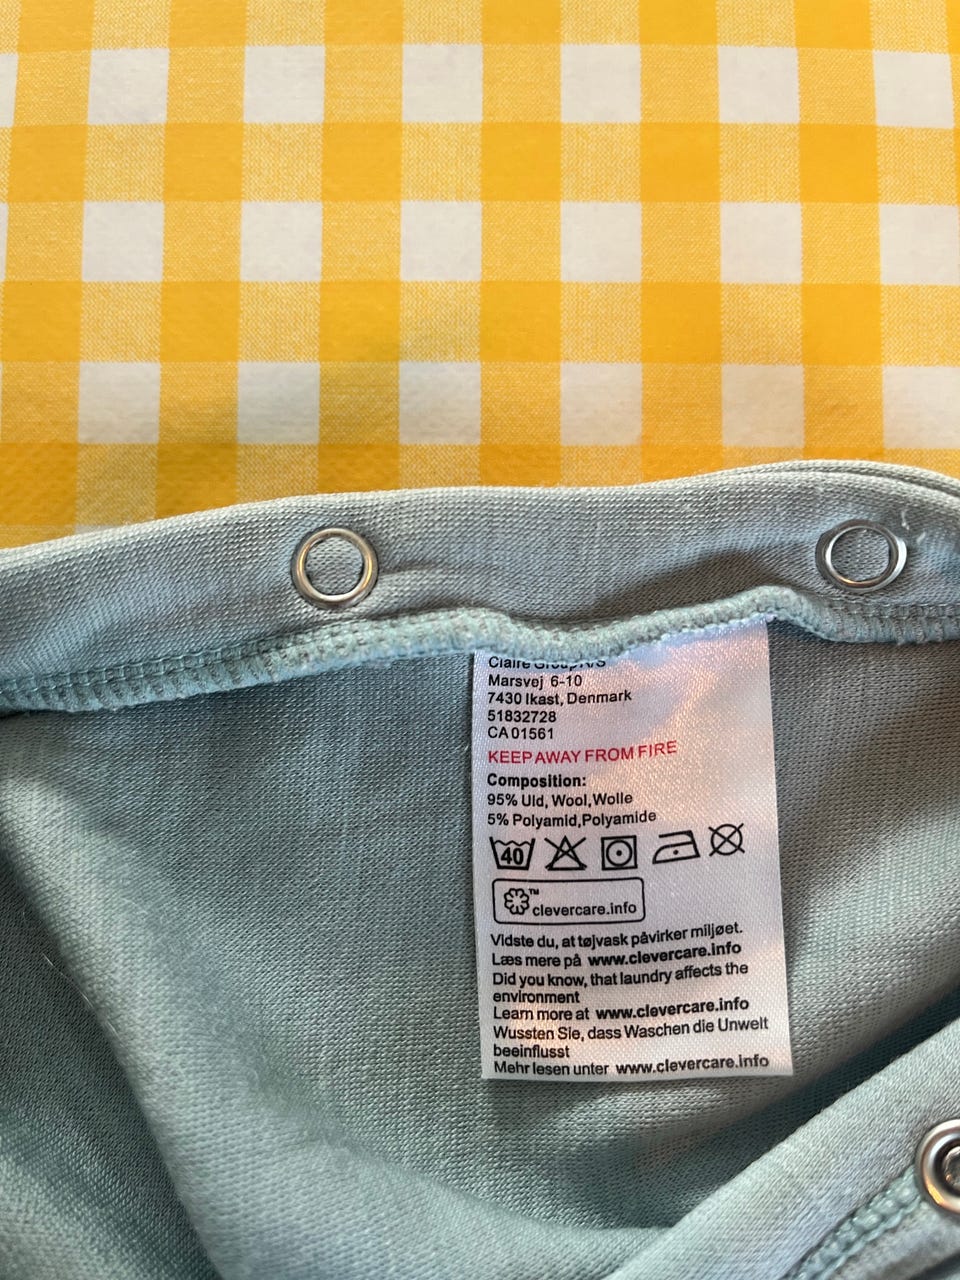 Claire Group A/S
Marsvej 6-10
7430 Ikast, Denmark
51832728
CA 01561
KEEP AWAY FROM FIRE
Composition:
95% Uld, Wool,Wolle
5% Polyamid,Polyamide
40
™
clevercare.info
Vidste du, at tøjvask påvirker miljøet.
Læs mere på www.clevercare.info
Did you know, that laundry affects the
environment
Learn more at www.clevercare.info
Wussten Sie, dass Waschen die Unwelt
beeinflusst
Mehr lesen unter www.clevercare.info